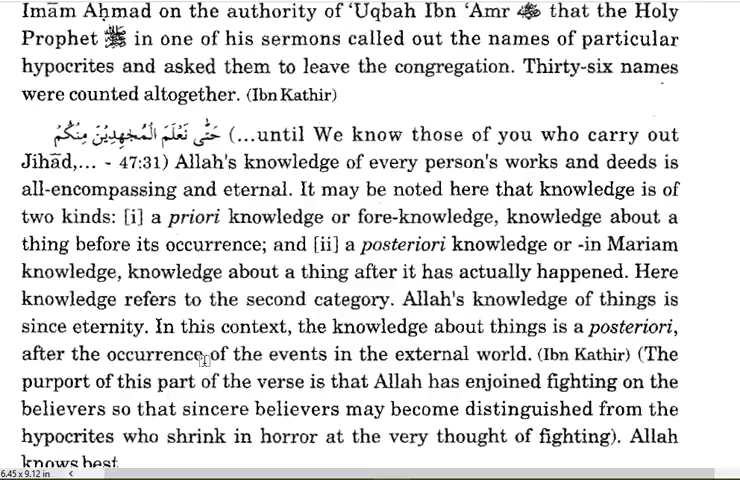 Imām Aḥmad on the authority of ‘Uqbah Ibn ‘Amr ؓ that the Holy
Prophet ﷺ in one of his sermons called out the names of particular
hypocrites and asked them to leave the congregation. Thirty-six names
were counted altogether. (Ibn Kathir)
حَتّٰى نَعْلَمَ الْمُجٰهِدِيْنَ مِنْكُمْ (...until We know those of you who carry out
Jihād,... - 47:31) Allah's knowledge of every person's works and deeds is
all-encompassing and eternal. It may be noted here that knowledge is of
two kinds: [i] a priori knowledge or fore-knowledge, knowledge about a
thing before its occurrence; and [ii] a posteriori knowledge or -in Mariam
knowledge, knowledge about a thing after it has actually happened. Here
knowledge refers to the second category. Allah's knowledge of things is
since eternity. In this context, the knowledge about things is a posteriori,
after the occurrence of the events in the external world. (Ibn Kathir) (The
purport of this part of the verse is that Allah has enjoined fighting on the
believers so that sincere believers may become distinguished from the
hypocrites who shrink in horror at the very thought of fighting). Allah
knows best.
6.45 x 9.12 in